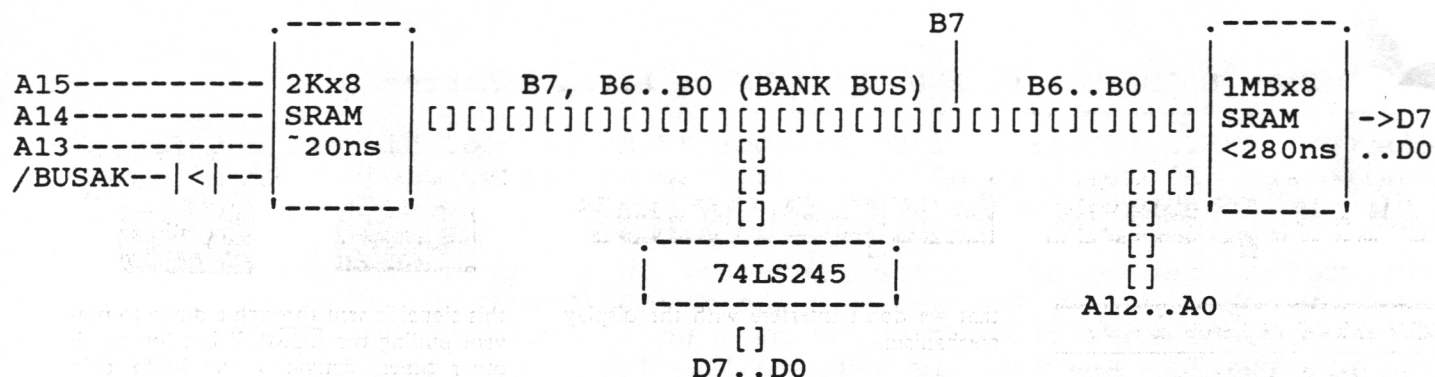 B7
A15----------- 2Kx8 B7, B6..B0 (BANK BUS) B6..B0 1MBx8
A14----------- SRAM [][][][][][][][][][][][][][][][][][][][] SRAM ->D7
A13----------- ~20ns [] <280ns ..D0
/BUSAK--|<|-- [] [][]
[] []
[]
74LS245 []
A12..A0
[]
D7..D0